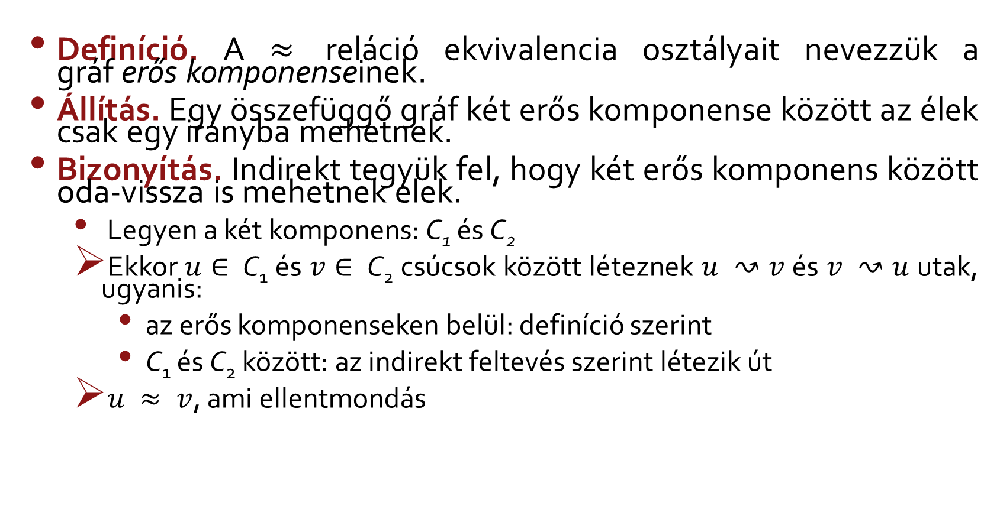 • Definíció. A ≈ reláció ekvivalencia osztályait nevezzük a
gráf erős komponenseinek.
• Állítás. Egy összefüggő gráf két erős komponense között az élek
csak egy irányba mehetnek.
• Bizonyítás. Indirekt tegyük fel, hogy két erős komponens között
oda-vissza is mehetnek élek.
• Legyen a két komponens: C₁ és C₂
➢ Ekkor u ∈ C₁ és v ∈ C₂ csúcsok között léteznek u ⇝ v és v ⇝ u utak,
ugyanis:
• az erős komponenseken belül: definíció szerint
• C₁ és C₂ között: az indirekt feltevés szerint létezik út
➢ u ≈ v, ami ellentmondás